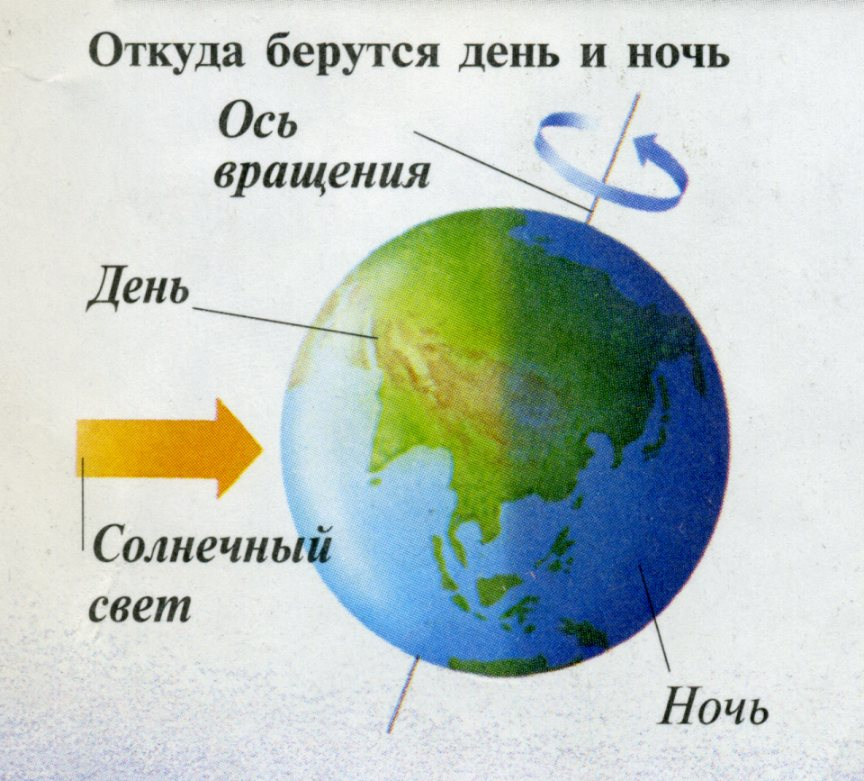 Откуда берутся день и ночь
Ось
вращения
День
Солнечный
свет
Ночь